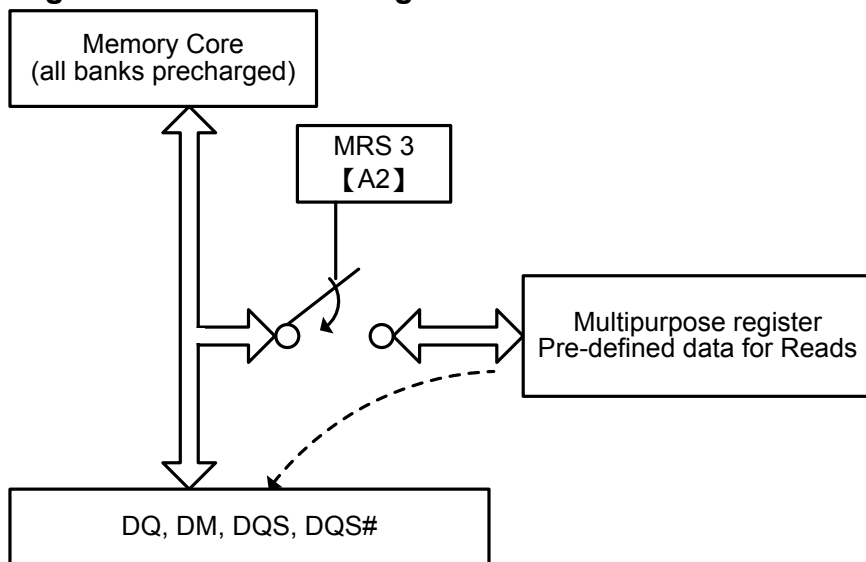 Memory Core
(all banks precharged)
MRS 3
【A2】
Multipurpose register
Pre-defined data for Reads
DQ, DM, DQS, DQS#